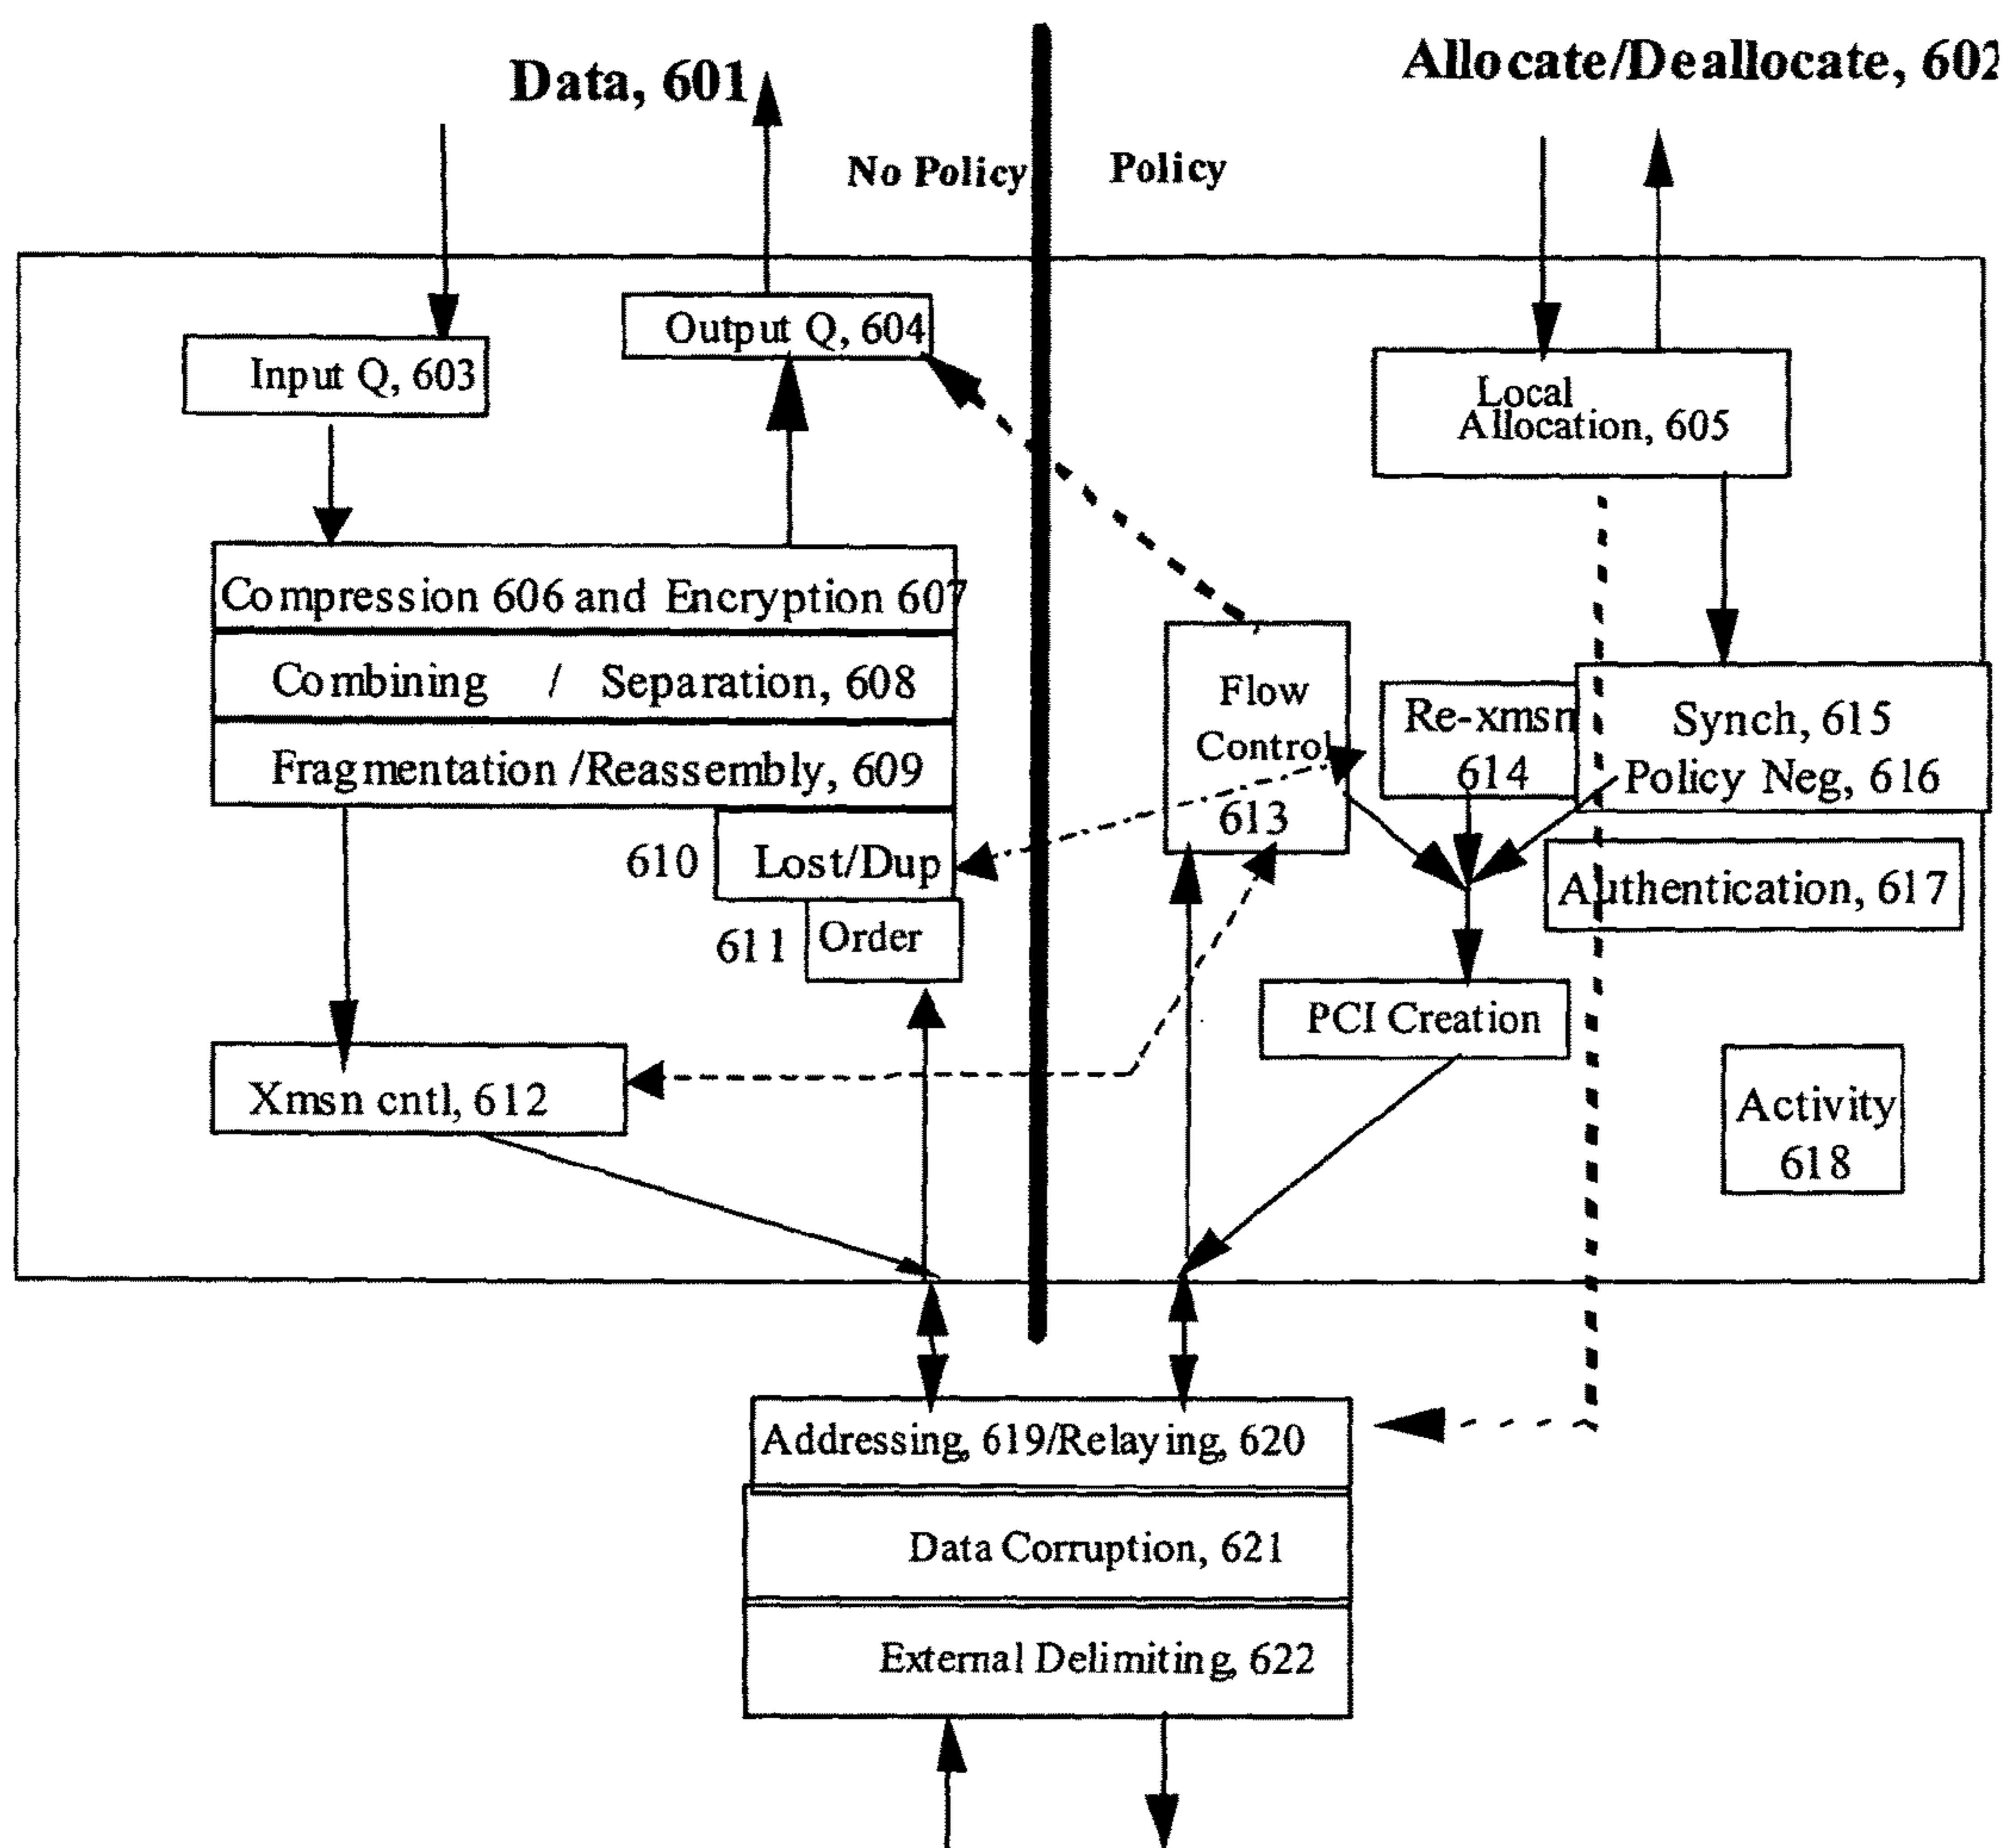 Data, 601
Allocate/Deallocate, 602
No Policy
Policy
Input Q, 603
Output Q, 604
Local
Allocation, 605
Compression 606 and Encryption 607
Combining / Separation, 608
Fragmentation /Reassembly, 609
610 Lost/Dup
611 Order
Xmsn cntl, 612
Flow
Control
613
Re-xmsn
614
Synch, 615
Policy Neg, 616
Authentication, 617
PCI Creation
Activity
618
Addressing, 619/Relaying, 620
Data Corruption, 621
External Delimiting, 622